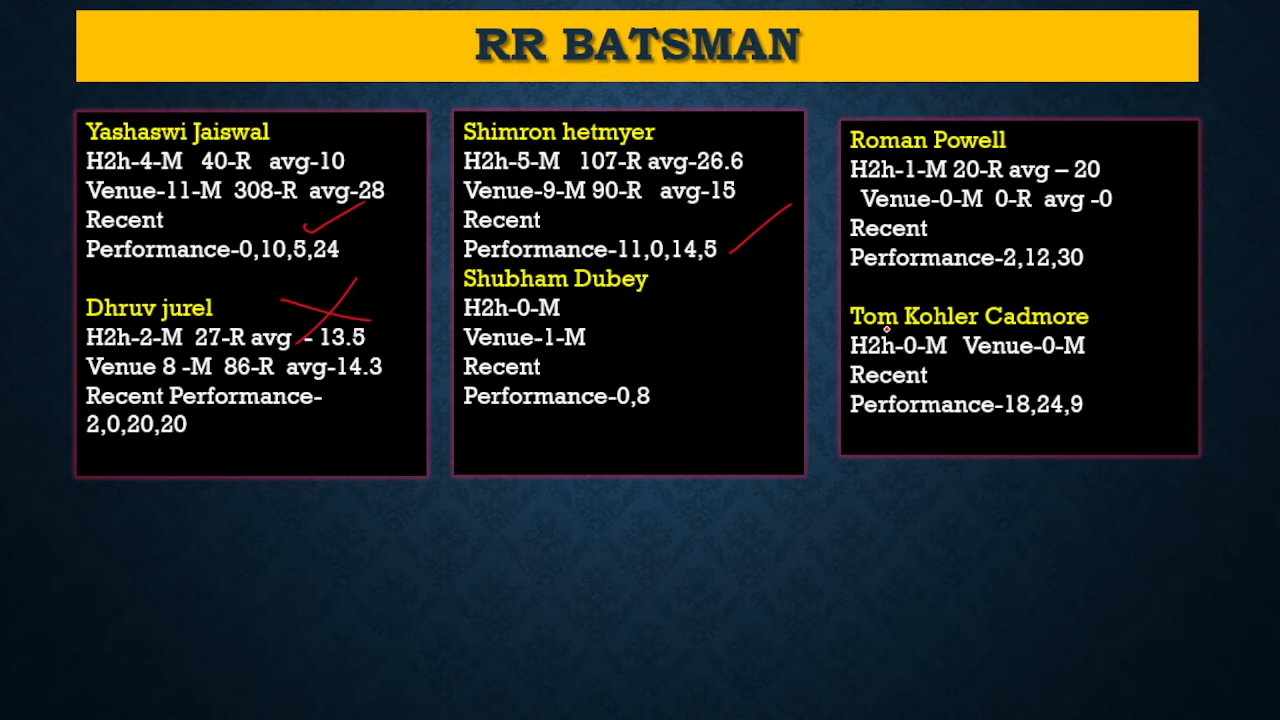 RR BATSMAN
Yashaswi Jaiswal
H2h-4-M 40-R avg-10
Venue-11-M 308-R avg-28
Recent
Performance-0,10,5,24
Dhruv jurel
H2h-2-M 27-R avg - 13.5
Venue 8 -M 86-R avg-14.3
Recent Performance-
2,0,20,20
Shimron hetmyer
H2h-5-M 107-R avg-26.6
Venue-9-M 90-R avg-15
Recent
Performance-11,0,14,5
Shubham Dubey
H2h-0-M
Venue-1-M
Recent
Performance-0,8
Roman Powell
H2h-1-M 20-R avg – 20
Venue-0-M 0-R avg -0
Recent
Performance-2,12,30
Tom Kohler Cadmore
H2h-0-M Venue-0-M
Recent
Performance-18,24,9